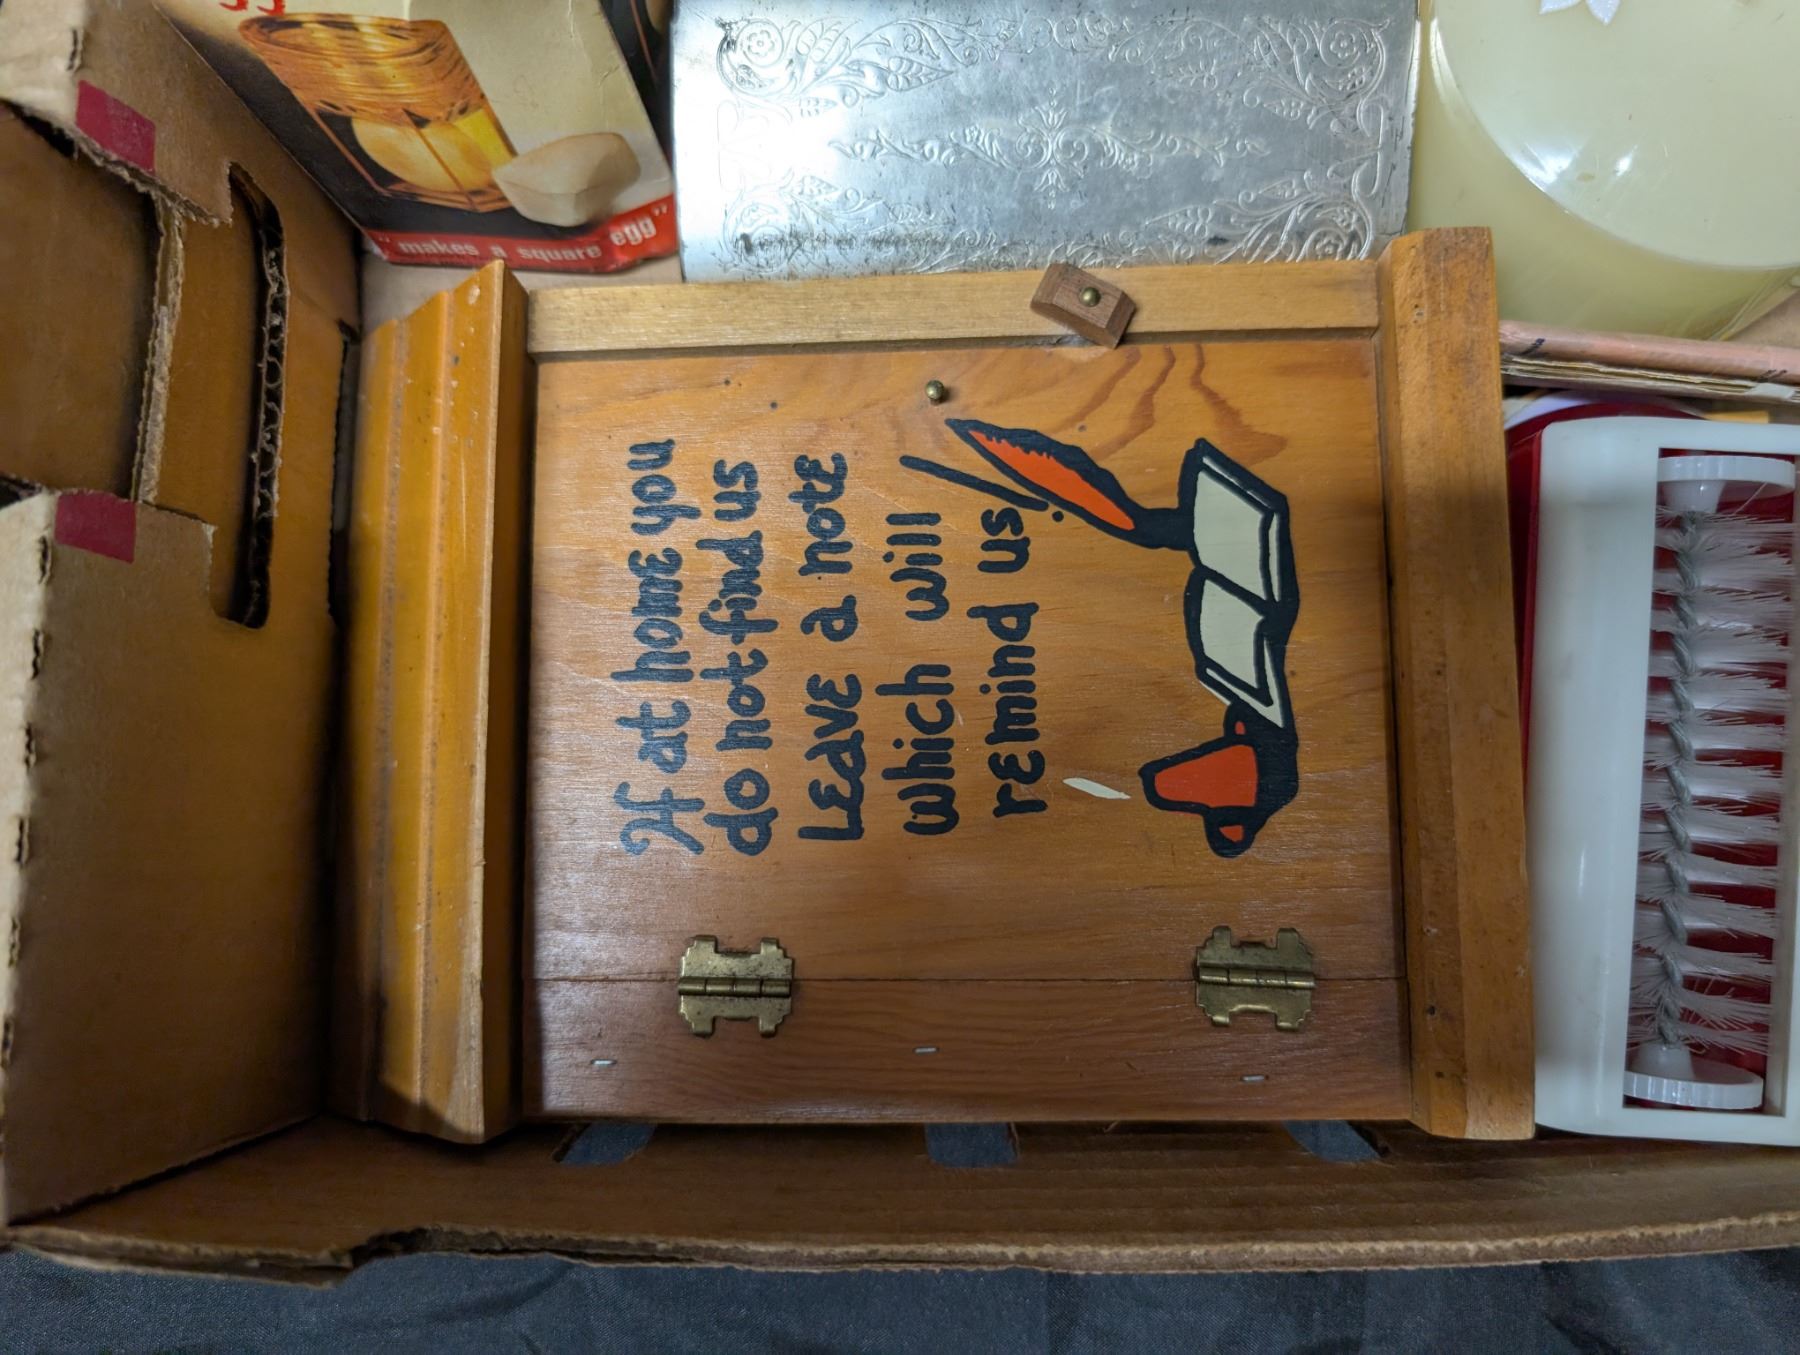 "makes a square egg"
If at home you
do not find us
LEAVE a note
which will
remind us